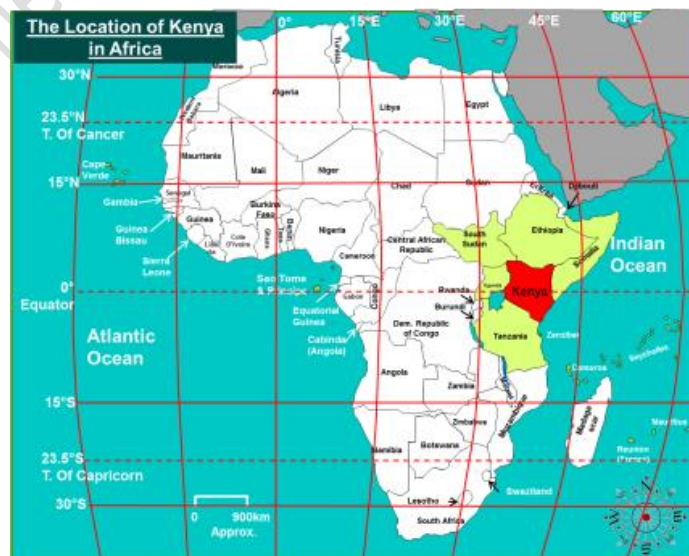 The Location of Kenya
in Africa
0°
15°E
30°E
45°E
60°E
30°N
23.5°N
T. Of Cancer
15°N
0°
Equator
15°S
23.5°S
T. Of Capricorn
30°S
Tunisia
Algeria
Libya
Egypt
Mauritania
Mali
Niger
Chad
Sudan
Eritrea
Djibouti
Cape
Verde
Senegal
Gambia
Guinea
Bissau
Guinea
Sierra
Leone
Cote
D'Ivoire
Burkina
Faso
Ghana
Togo
Benin
Nigeria
Cameroon
Central African
Republic
South
Sudan
Ethiopia
Somalia
Indian
Ocean
Sao Tome
& Principe
Equatorial
Guinea
Gabon
Congo
Cabinda
(Angola)
Rwanda
Burundi
Uganda
Kenya
Dem. Republic
of Congo
Tanzania
Zanzibar
Seychelles
Comoros
Atlantic
Ocean
Angola
Zambia
Malawi
Mozambique
Zimbabwe
Madaga
scar
Mauritius
Reunion
(France)
Namibia
Botswana
Swaziland
Lesotho
South Africa
0
900km
Approx.